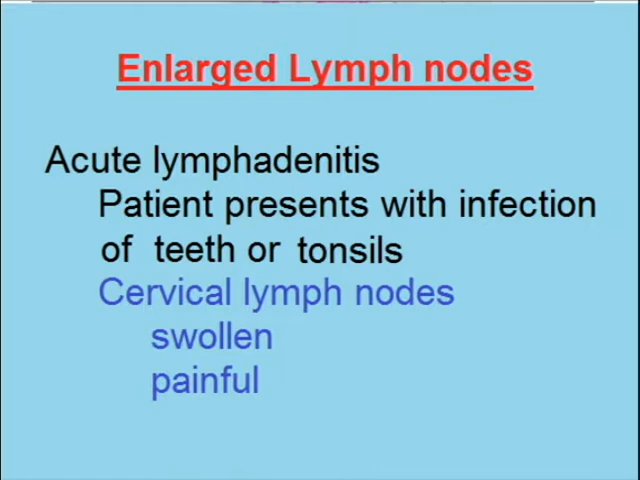 Enlarged Lymph nodes
Acute lymphadenitis
Patient presents with infection
of teeth or tonsils
Cervical lymph nodes
swollen
painful